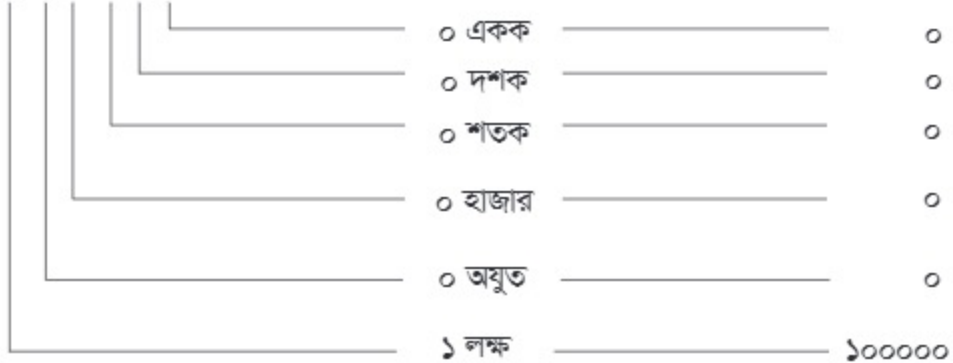 ০ একক ০
০ দশক ০
০ শতক ০
০ হাজার ০
০ অযুত ০
১ লক্ষ ১০০০০০